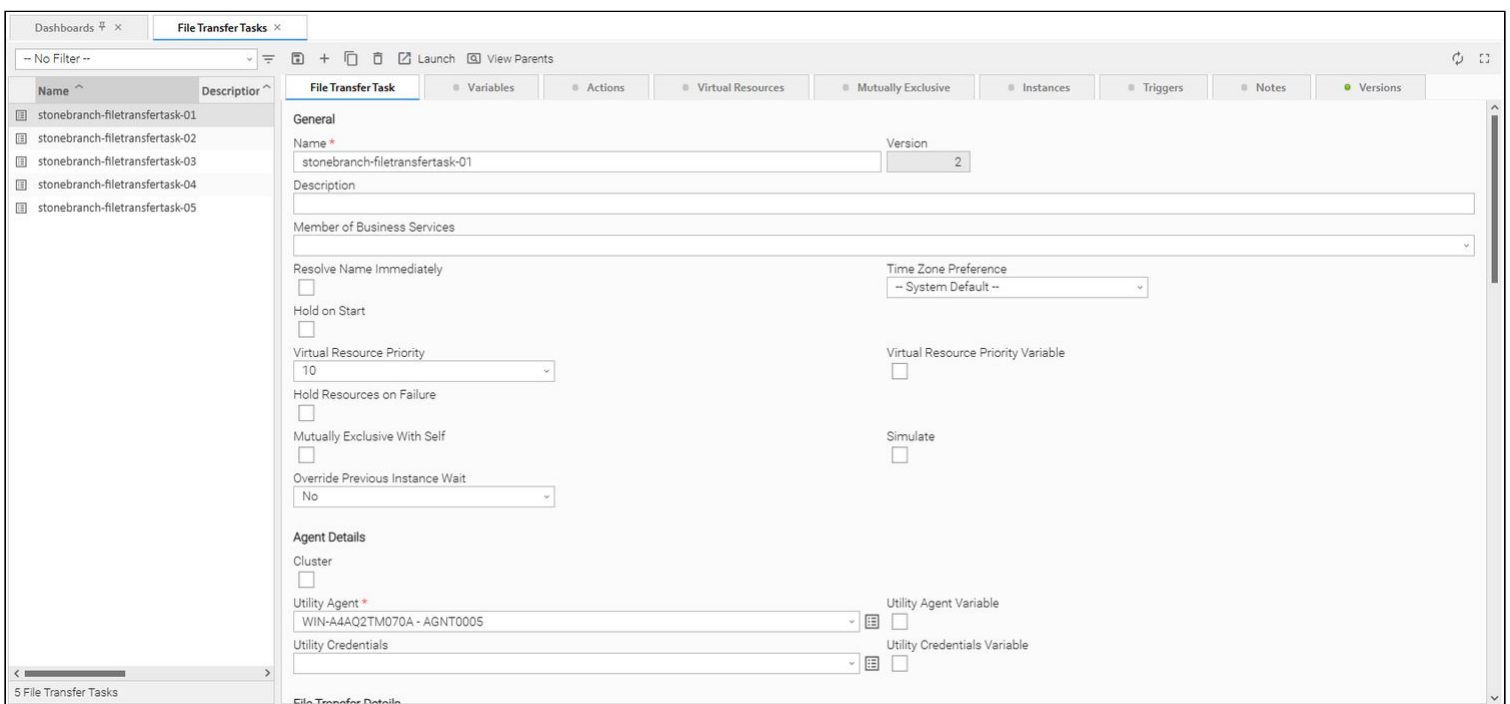 Dashboards
File Transfer Tasks
-- No Filter --
Launch View Parents
Name Description
stonebranch-filetransfertask-01
stonebranch-filetransfertask-02
stonebranch-filetransfertask-03
stonebranch-filetransfertask-04
stonebranch-filetransfertask-05
5 File Transfer Tasks
File Transfer Task Variables Actions Virtual Resources Mutually Exclusive Instances Triggers Notes Versions
General
Name * Version
stonebranch-filetransfertask-01 2
Description
Member of Business Services
Resolve Name Immediately Time Zone Preference
-- System Default --
Hold on Start
Virtual Resource Priority Virtual Resource Priority Variable
10
Hold Resources on Failure
Mutually Exclusive With Self Simulate
Override Previous Instance Wait
No
Agent Details
Cluster
Utility Agent * Utility Agent Variable
WIN-A4AQ2TM070A - AGNT0005
Utility Credentials Utility Credentials Variable
File Transfer Details